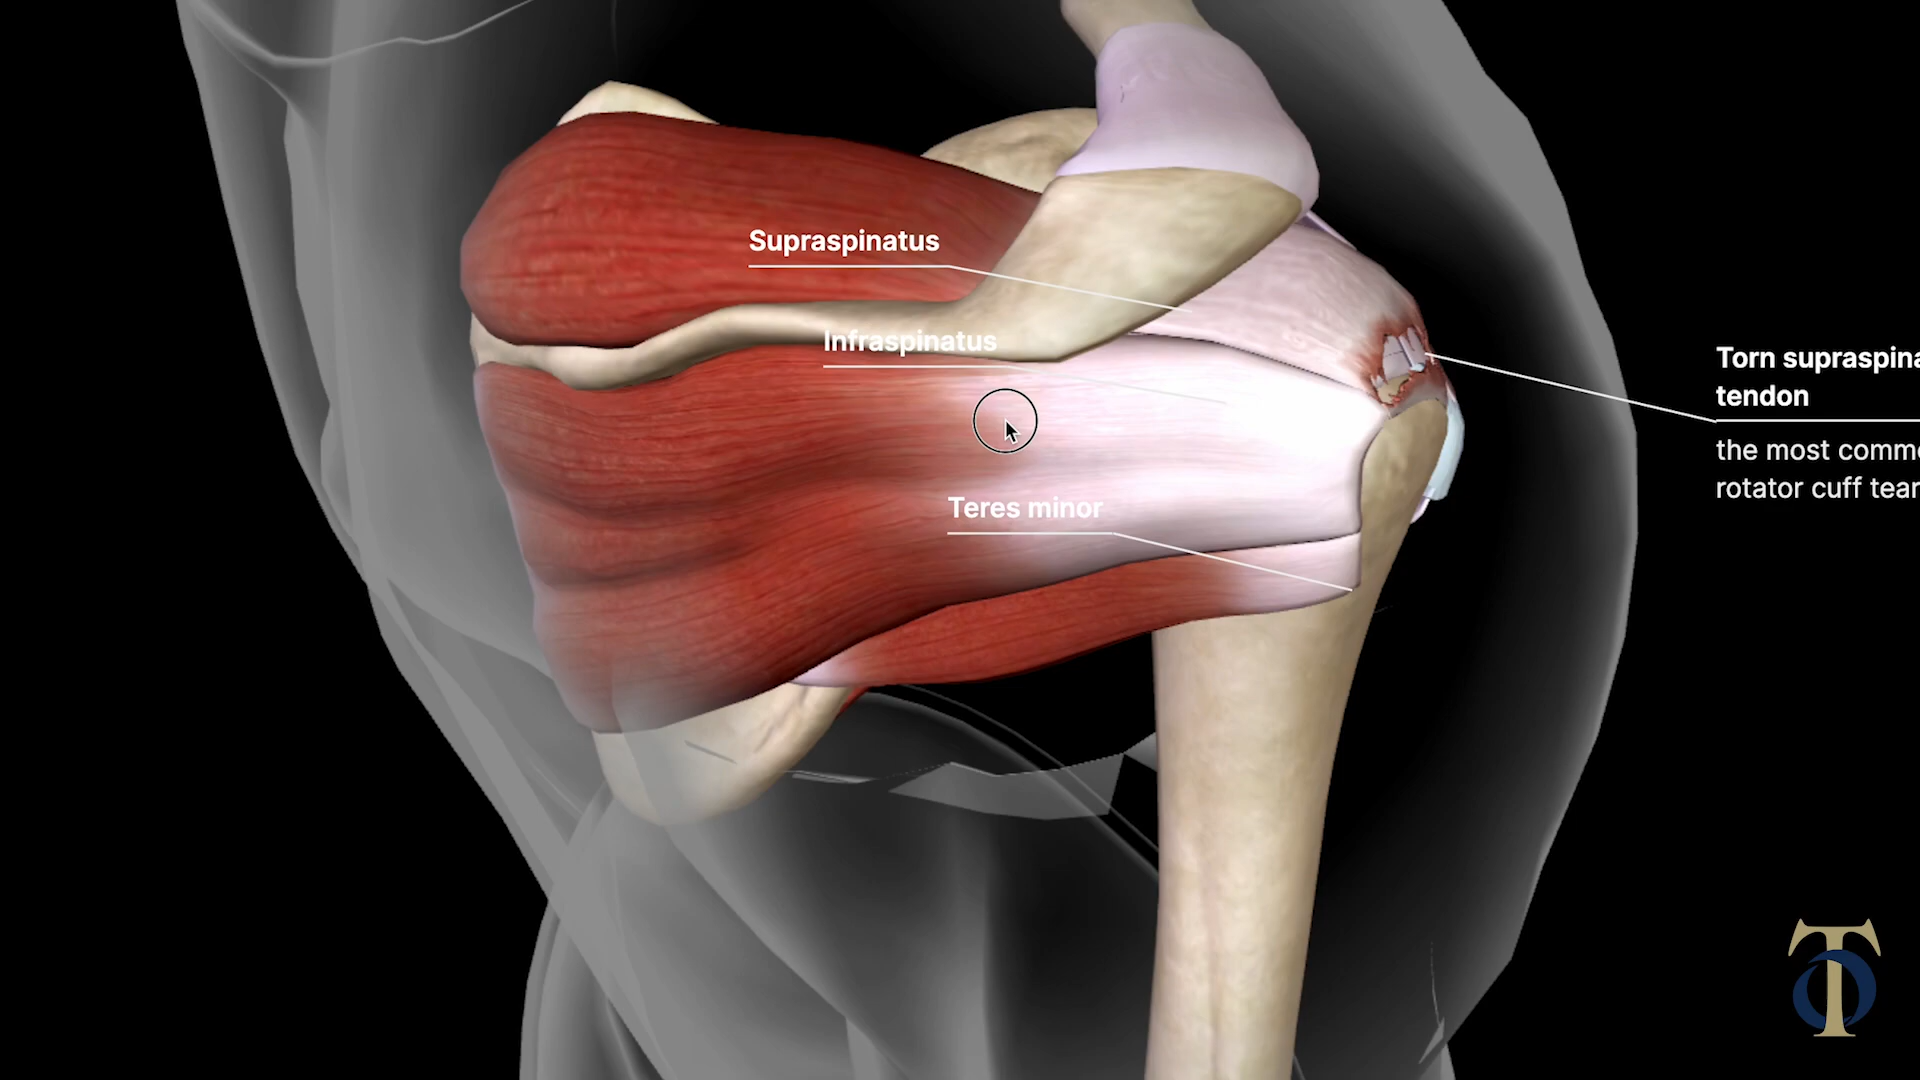 Supraspinatus
Infraspinatus
Teres minor
Torn supraspina
tendon
the most comm
rotator cuff tear